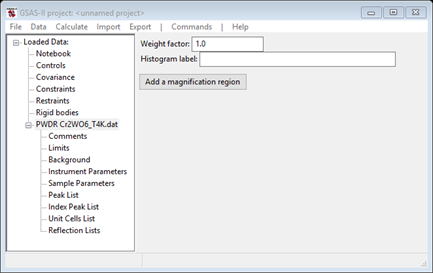 GSAS-II project: <unnamed project>
File Data Calculate Import Export | Commands | Help
Loaded Data:
Notebook
Controls
Covariance
Constraints
Restraints
Rigid bodies
PWDR Cr2WO6_T4K.dat
Comments
Limits
Background
Instrument Parameters
Sample Parameters
Peak List
Index Peak List
Unit Cells List
Reflection Lists
Weight factor: 1.0
Histogram label:
Add a magnification region